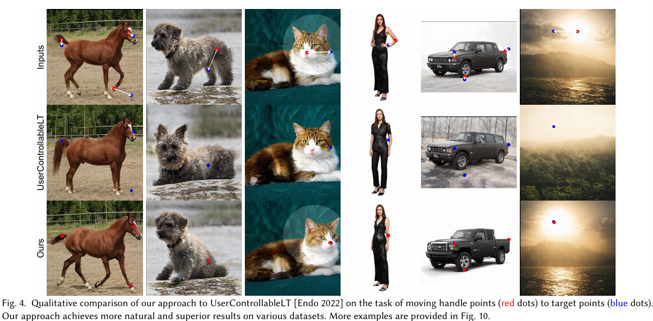 Inputs
UserControllableLT
Ours
Fig. 4. Qualitative comparison of our approach to UserControllableLT [Endo 2022] on the task of moving handle points (red dots) to target points (blue dots).
Our approach achieves more natural and superior results on various datasets. More examples are provided in Fig. 10.